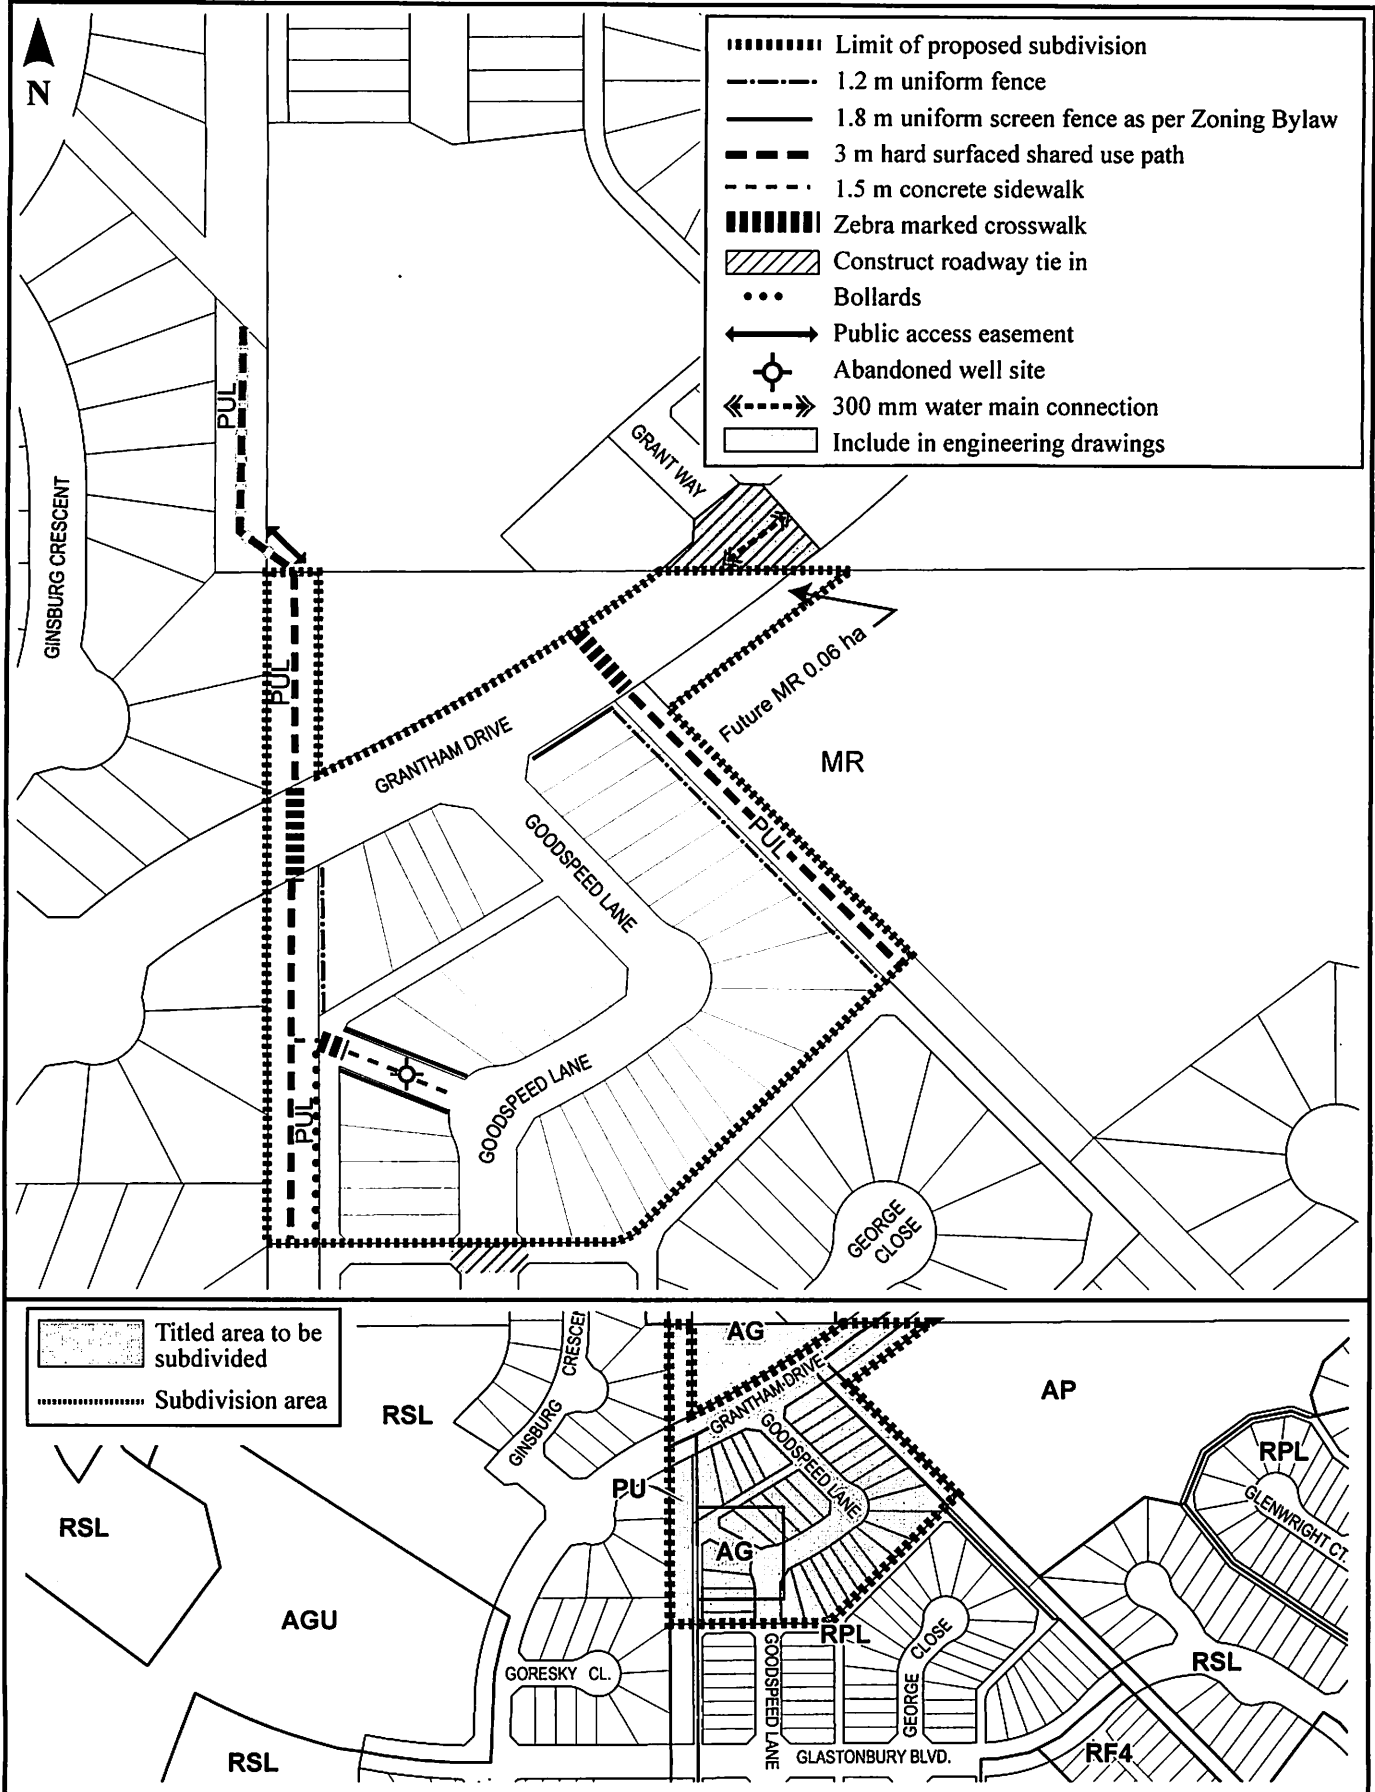 N
Limit of proposed subdivision
1.2 m uniform fence
1.8 m uniform screen fence as per Zoning Bylaw
3 m hard surfaced shared use path
1.5 m concrete sidewalk
Zebra marked crosswalk
Construct roadway tie in
Bollards
Public access easement
Abandoned well site
300 mm water main connection
Include in engineering drawings
PUL
GRANT WAY
GINSBURG CRESCENT
PUL
Future MR 0.06 ha
GRANTHAM DRIVE
MR
GOODSPEED LANE
PUL
GOODSPEED LANE
PUL
GEORGE
CLOSE
Titled area to be
subdivided
Subdivision area
RSL
GINSBURG
CRESCEN
AG
GRANTHAM DRIVE
AP
GOODSPEED LANE
RPL
GLENWRIGHT CT.
PU
RSL
AG
AGU
RPL
GORESKY CL.
GOODSPEED LANE
GEORGE
CLOSE
RSL
RSL
GLASTONBURY BLVD.
RF4